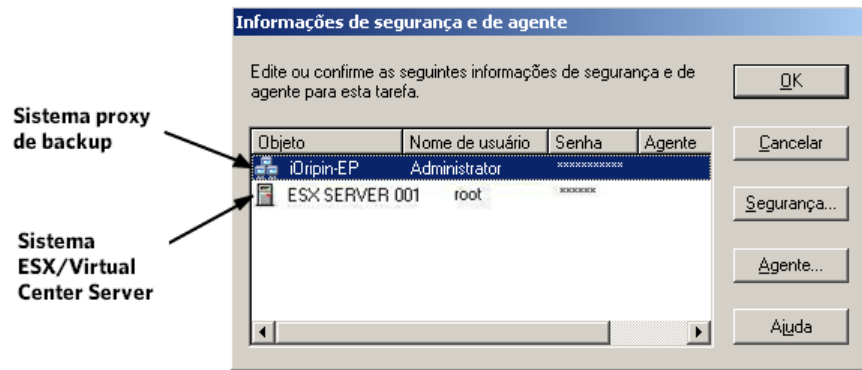 Informações de segurança e de agente
Edite ou confirme as seguintes informações de segurança e de
agente para esta tarefa.
OK
Sistema proxy
de backup
Objeto Nome de usuário Senha Agente
Cancelar
iOripin-EP Administrator ***********
ESX SERVER 001 root ******
Segurança...
Sistema
ESX/Virtual
Center Server
Agente...
Ajuda